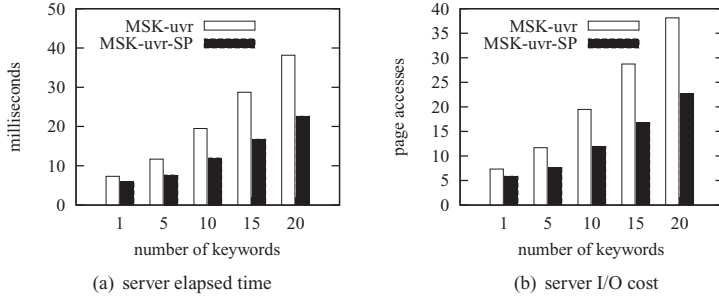 50
40
30
20
10
0
milliseconds
MSK-uvr
MSK-uvr-SP
1 5 10 15 20
number of keywords
(a) server elapsed time
40
35
30
25
20
15
10
5
0
page accesses
MSK-uvr
MSK-uvr-SP
1 5 10 15 20
number of keywords
(b) server I/O cost